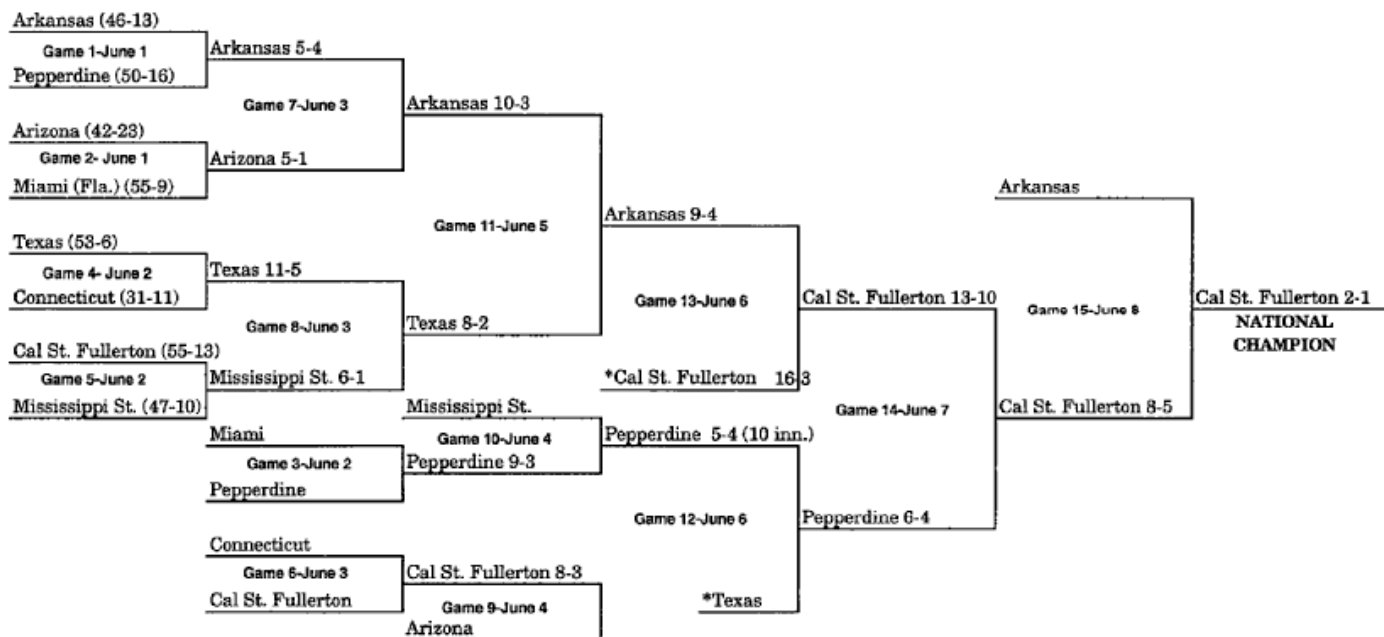 Arkansas (46-13)
Game 1-June 1
Pepperdine (50-16)
Arkansas 5-4
Game 7-June 3
Arkansas 10-3
Arizona (42-23)
Game 2- June 1
Miami (Fla.) (55-9)
Arizona 5-1
Game 11-June 5
Arkansas 9-4
Texas (53-6)
Game 4- June 2
Connecticut (31-11)
Texas 11-5
Game 8-June 3
Texas 8-2
Cal St. Fullerton (55-13)
Game 5-June 2
Mississippi St. (47-10)
Mississippi St. 6-1
Game 13-June 6
*Cal St. Fullerton 16-3
Cal St. Fullerton 13-10
Mississippi St.
Game 10-June 4
Pepperdine 9-3
Miami
Game 3-June 2
Pepperdine
Pepperdine 5-4 (10 inn.)
Game 12-June 6
*Texas
Pepperdine 6-4
Game 14-June 7
Cal St. Fullerton 8-5
Connecticut
Game 6-June 3
Cal St. Fullerton
Cal St. Fullerton 8-3
Game 9-June 4
Arizona
Arkansas
Game 15-June 8
Cal St. Fullerton 2-1
NATIONAL
CHAMPION